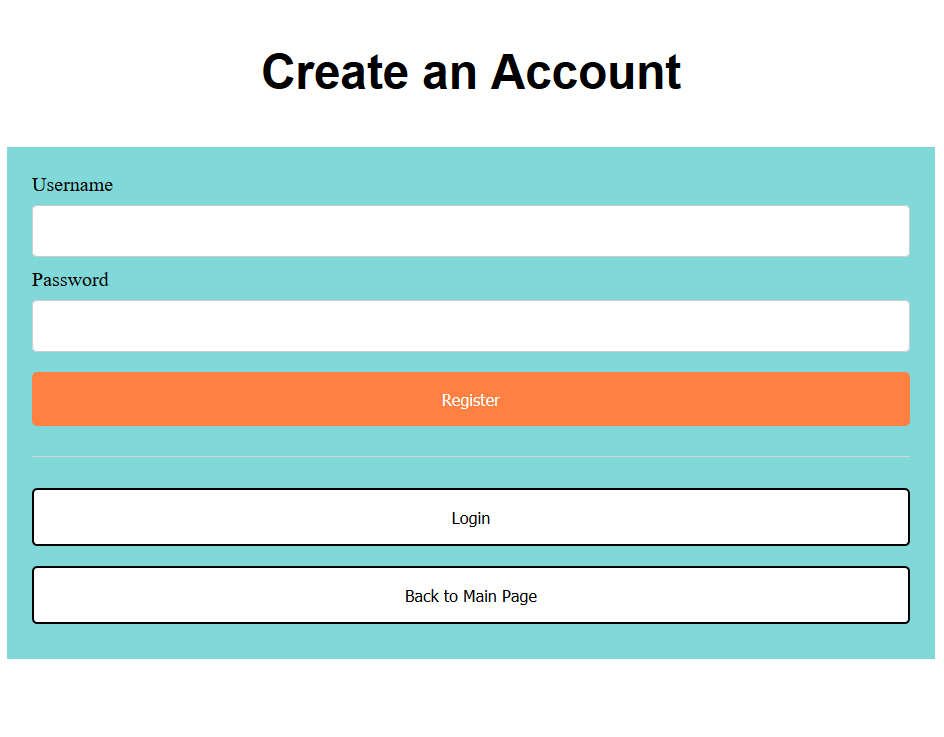 Create an Account
Username
Password
Register
Login
Back to Main Page